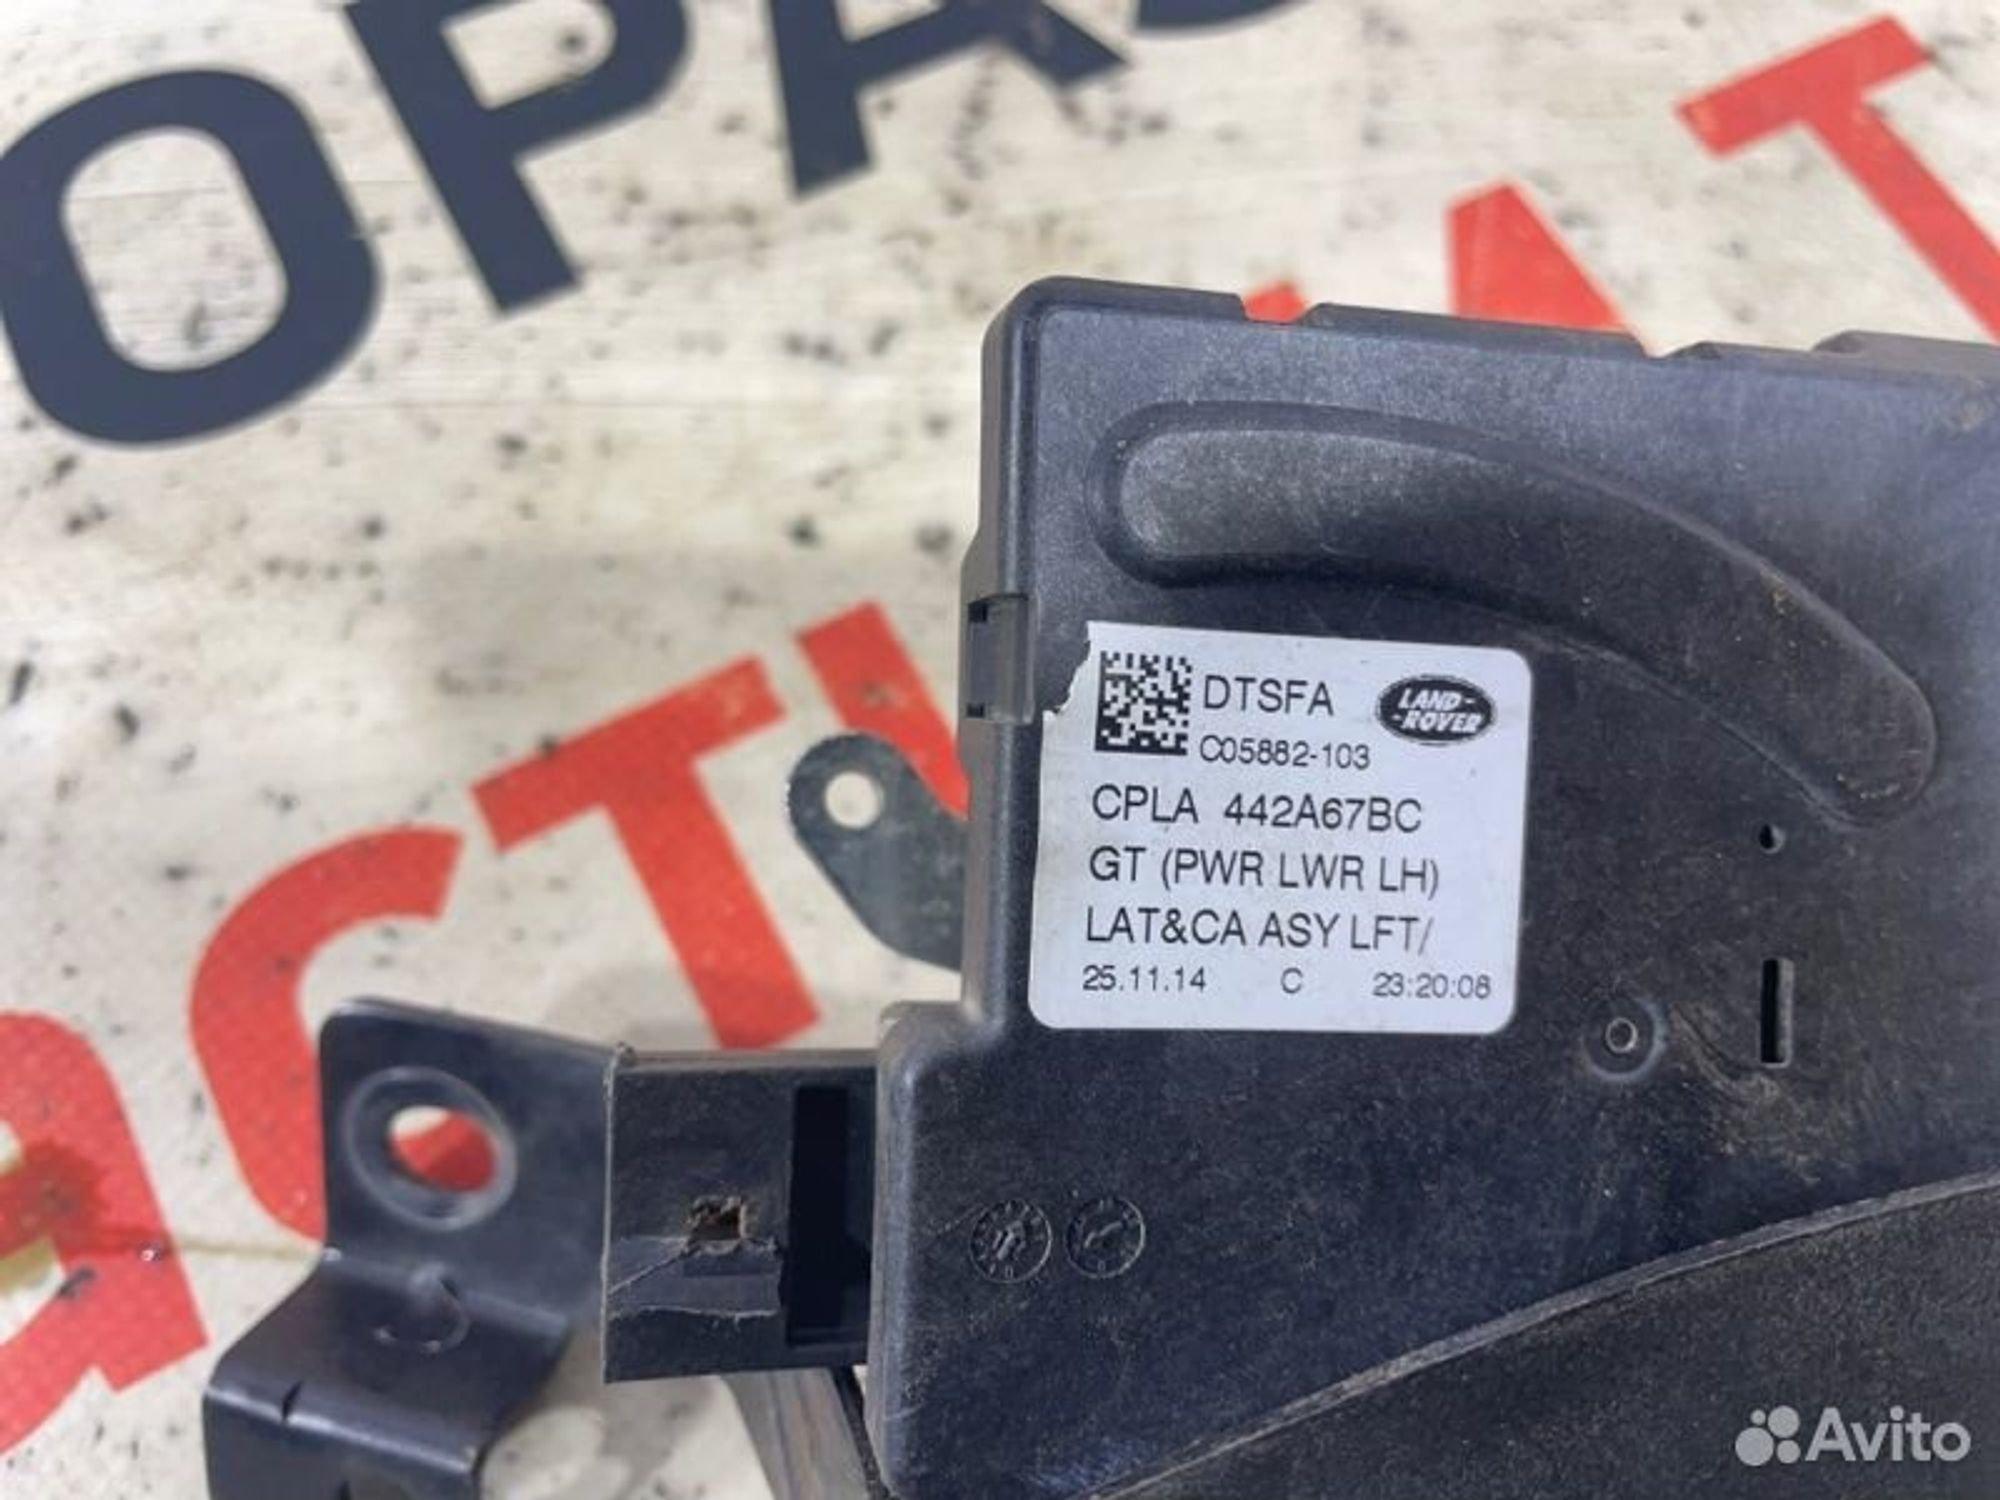 DTSFA
LAND-
-ROVER
C05882-103
CPLA 442A67BC
GT (PWR LWR LH)
LAT&CA ASY LFT/
25.11.14 C 23:20:08
Avito